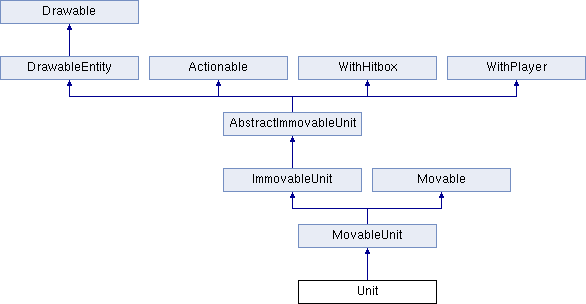 Drawable
DrawableEntity Actionable WithHitbox WithPlayer
AbstractImmovableUnit
ImmovableUnit Movable
MovableUnit
Unit